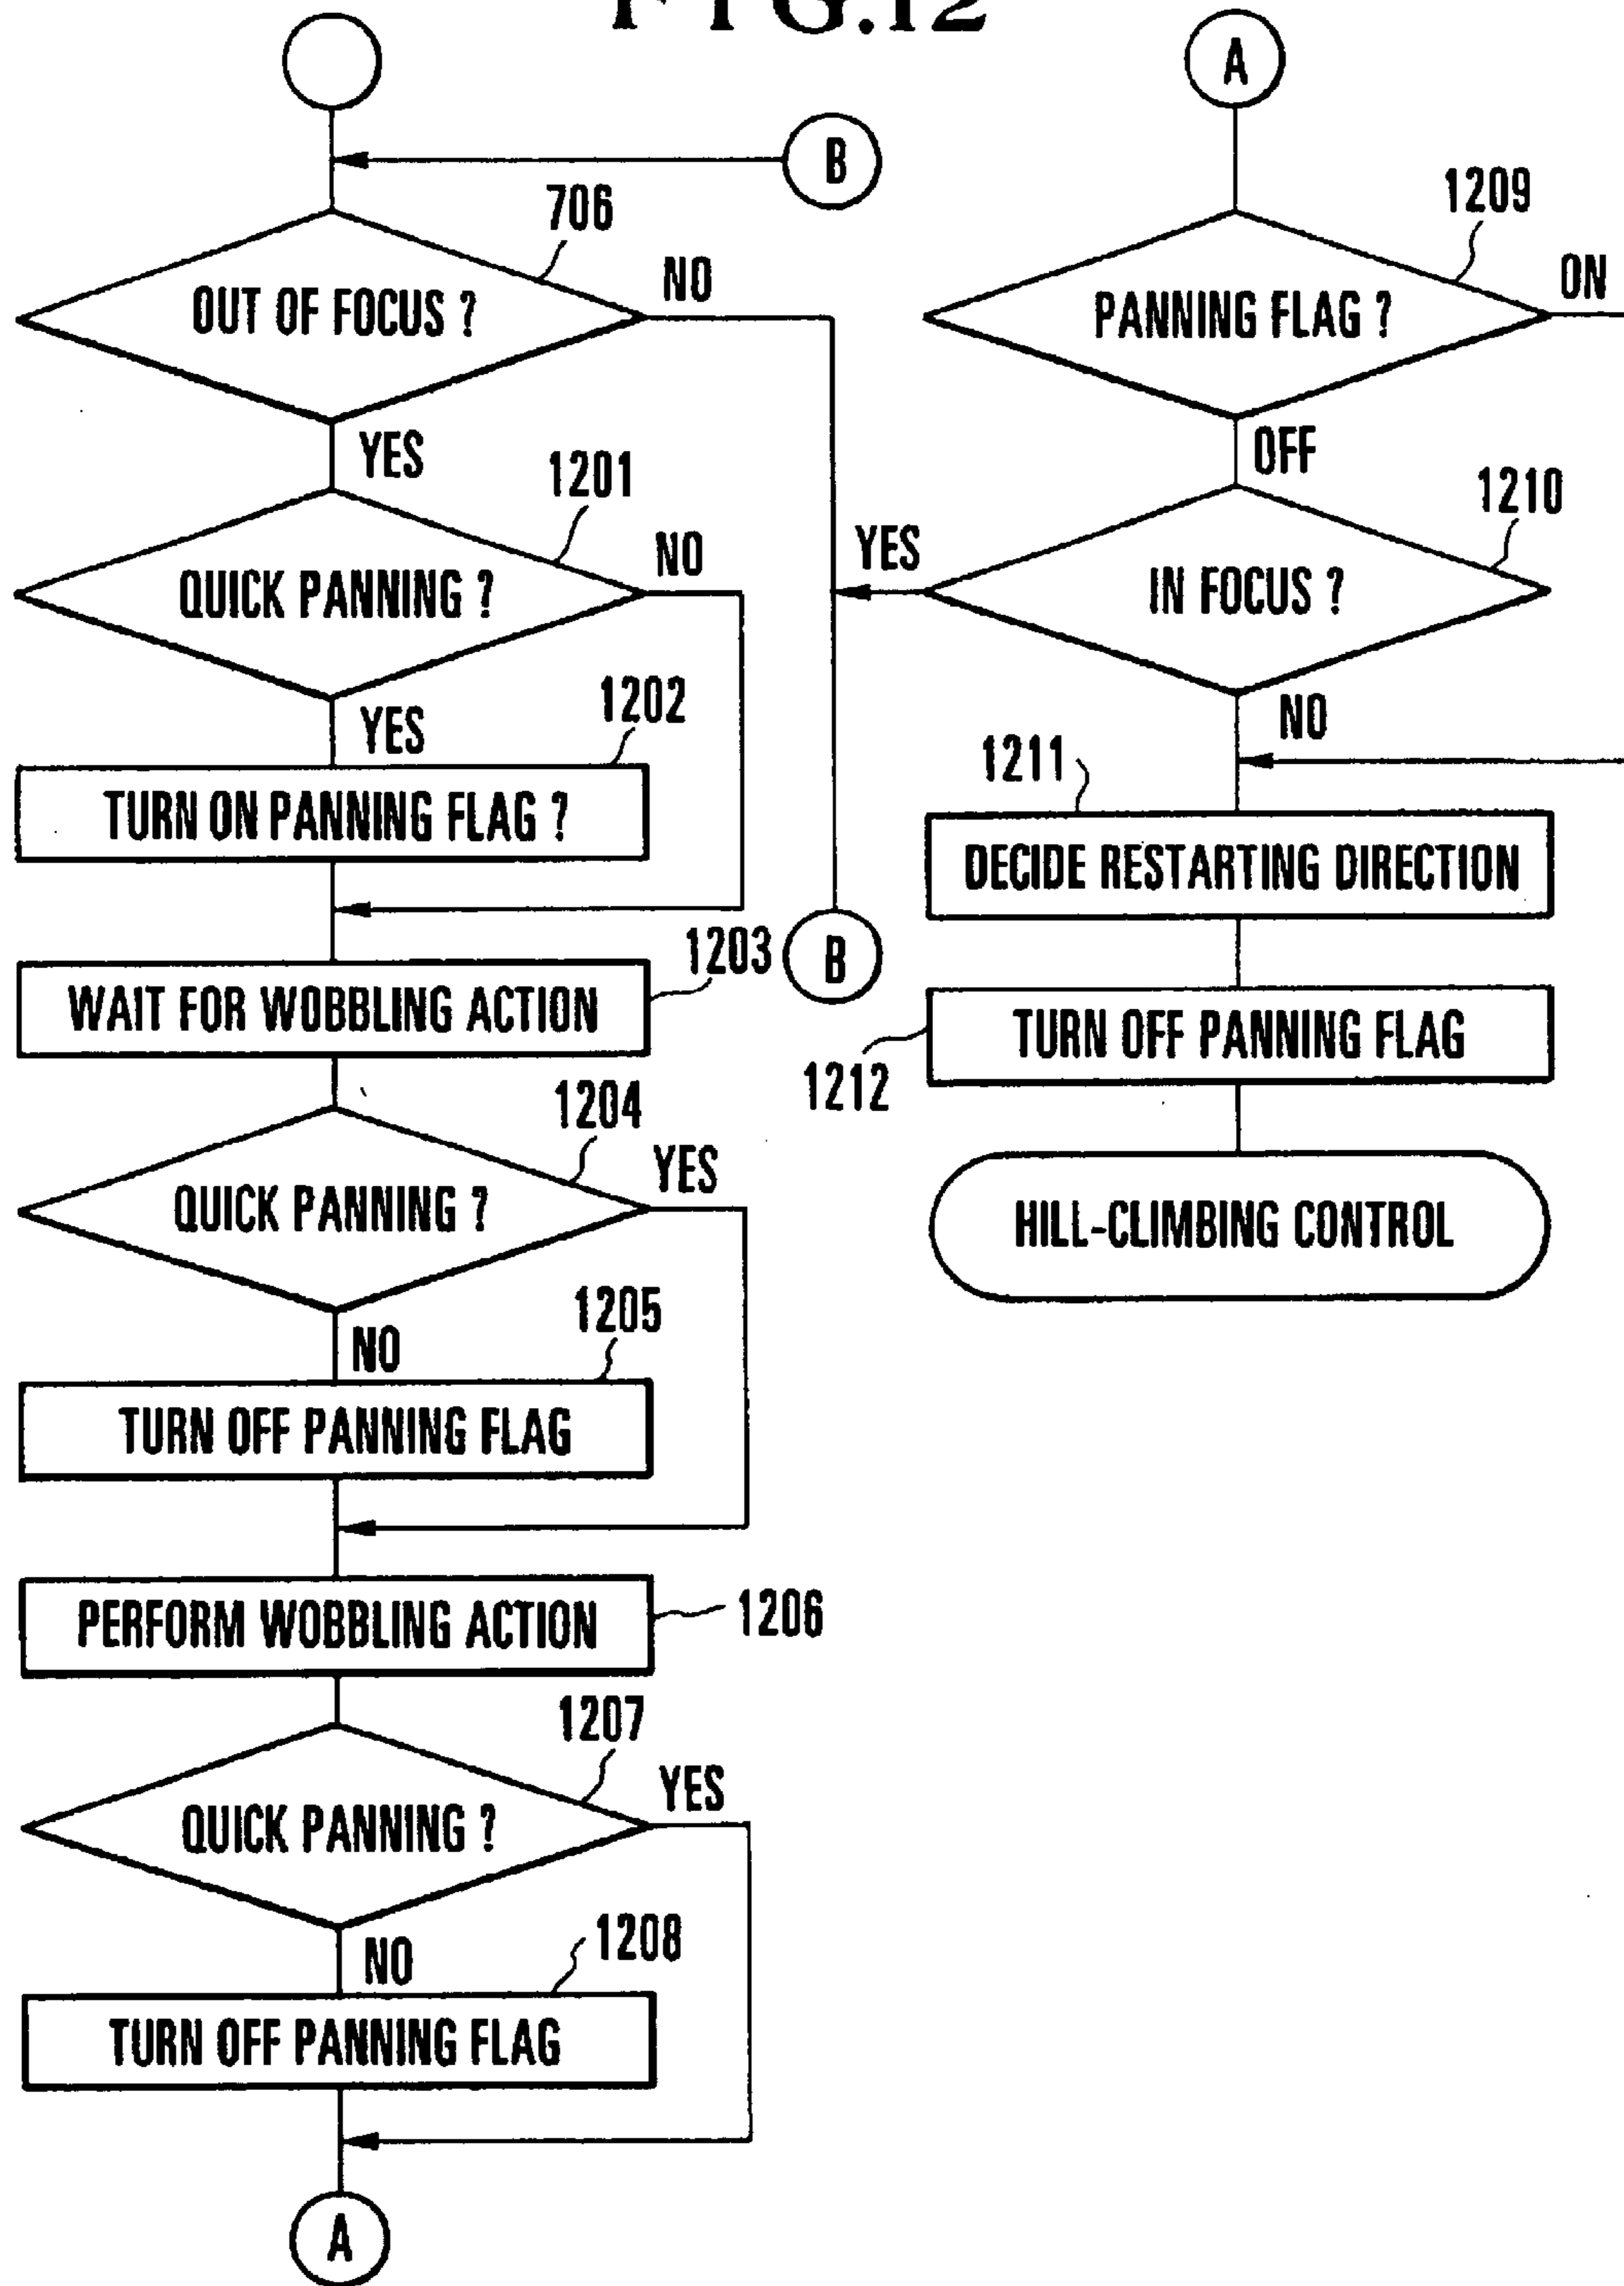 FIG.12
B
706
OUT OF FOCUS ?
NO
YES
1201
QUICK PANNING ?
NO
YES
1202
TURN ON PANNING FLAG ?
1203
WAIT FOR WOBBLING ACTION
1204
QUICK PANNING ?
YES
NO
1205
TURN OFF PANNING FLAG
PERFORM WOBBLING ACTION
1206
1207
QUICK PANNING ?
YES
NO
1208
TURN OFF PANNING FLAG
A
B
A
1209
PANNING FLAG ?
ON
OFF
1210
YES
IN FOCUS ?
NO
1211
DECIDE RESTARTING DIRECTION
TURN OFF PANNING FLAG
1212
HILL-CLIMBING CONTROL